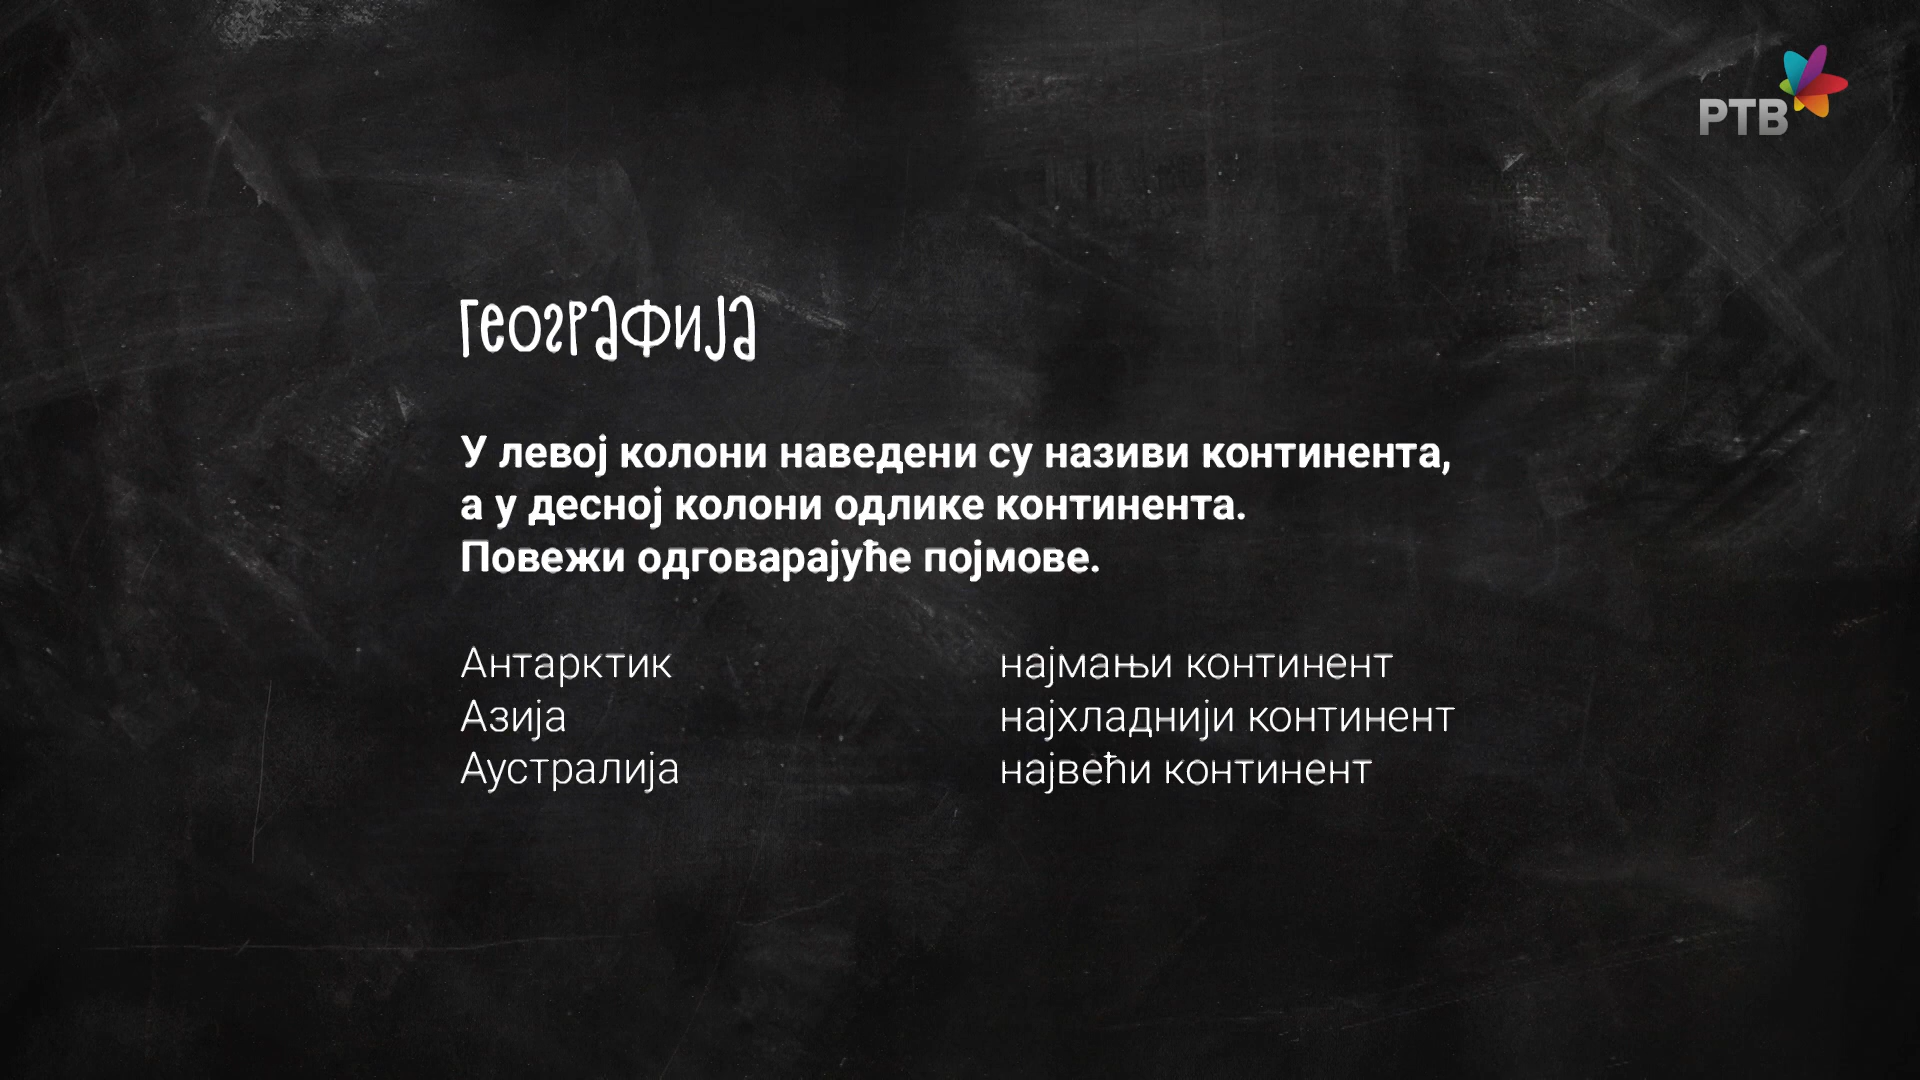 РТВ
географија
У левој колони наведени су називи континента,
а у десној колони одлике континента.
Повежи одговарајуће појмове.
Антарктик најмањи континент
Азија најхладнији континент
Аустралија највећи континент